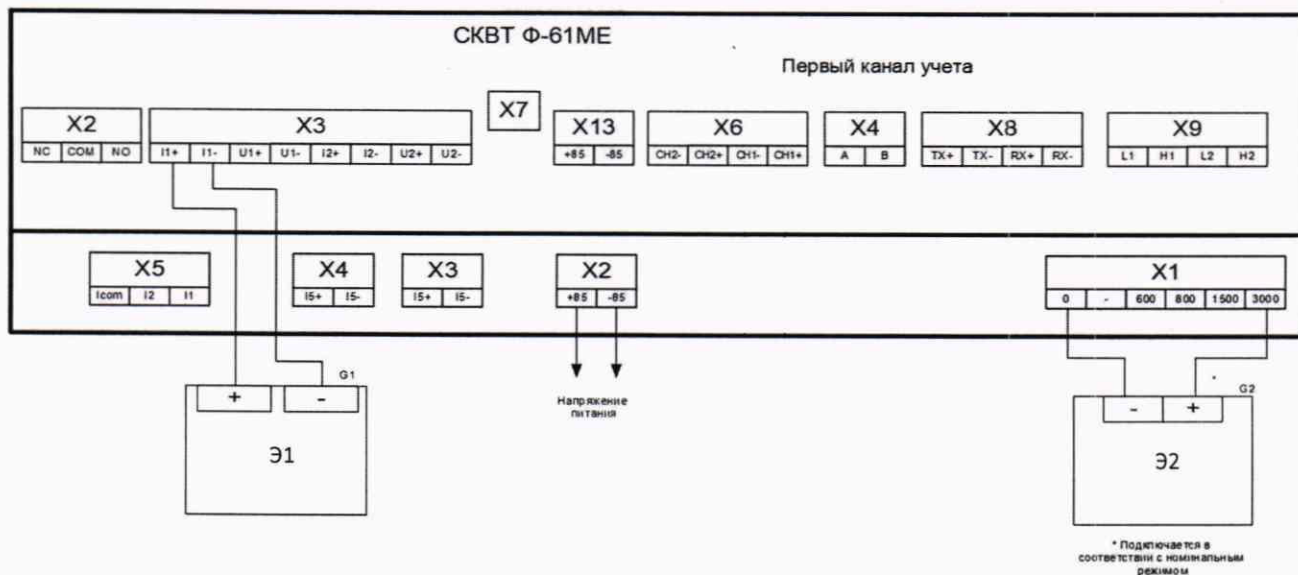 СКВТ Ф-61МЕ
Первый канал учета
X2 X3 X7 X13 X6 X4 X8 X9
NC COM NO I1+ I1- U1+ U1- I2+ I2- U2+ U2- +85 -85 CH2- CH2+ CH1- CH1+ A B TX+ TX- RX+ RX- L1 H1 L2 H2
X5 X4 X3 X2 X1
Icom I2 I1 I5+ I5- I5+ I5- +85 -85 0 - 600 800 1500 3000
G1 G2
+ - - +
Напряжение
питания
Э1 Э2
* Подключается в
соответствии с номинальным
режимом